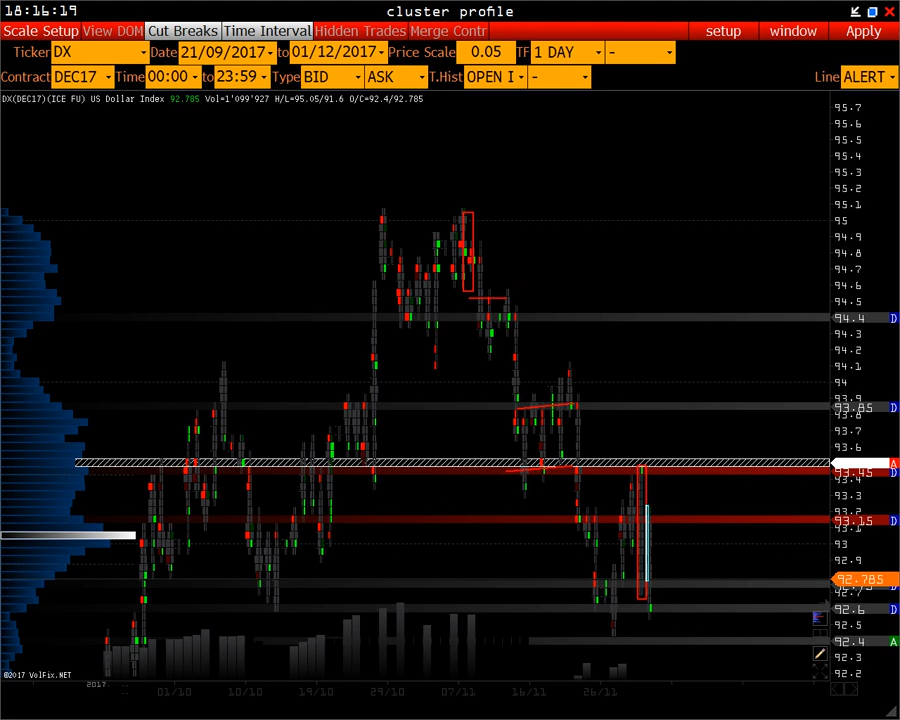 18:16:19 cluster profile
Scale Setup View DOM Cut Breaks Time Interval Hidden Trades Merge Contr setup window Apply
Ticker DX Date 21/09/2017 to 01/12/2017 Price Scale 0.05 TF 1 DAY -
Contract DEC17 Time 00:00 to 23:59 Type BID ASK T.Hist OPEN I - Line ALERT
DX(DEC17)(ICE FU) US Dollar Index 92.785 Vol=1'099'927 H/L=95.05/91.6 O/C=92.4/92.785
95.7
95.6
95.5
95.4
95.3
95.2
95.1
95
94.9
94.8
94.7
94.6
94.5
94.4 D
94.3
94.2
94.1
94
93.9
93.85 D
93.8
93.7
93.6
A
93.45 D
93.4
93.3
93.2
93.15 D
93.1
93
92.9
92.785
92.7 D
92.6 D
92.5
92.4 A
92.3
92.2
©2017 VolFix.NET
2017.
01/10 10/10 19/10 29/10 07/11 16/11 26/11